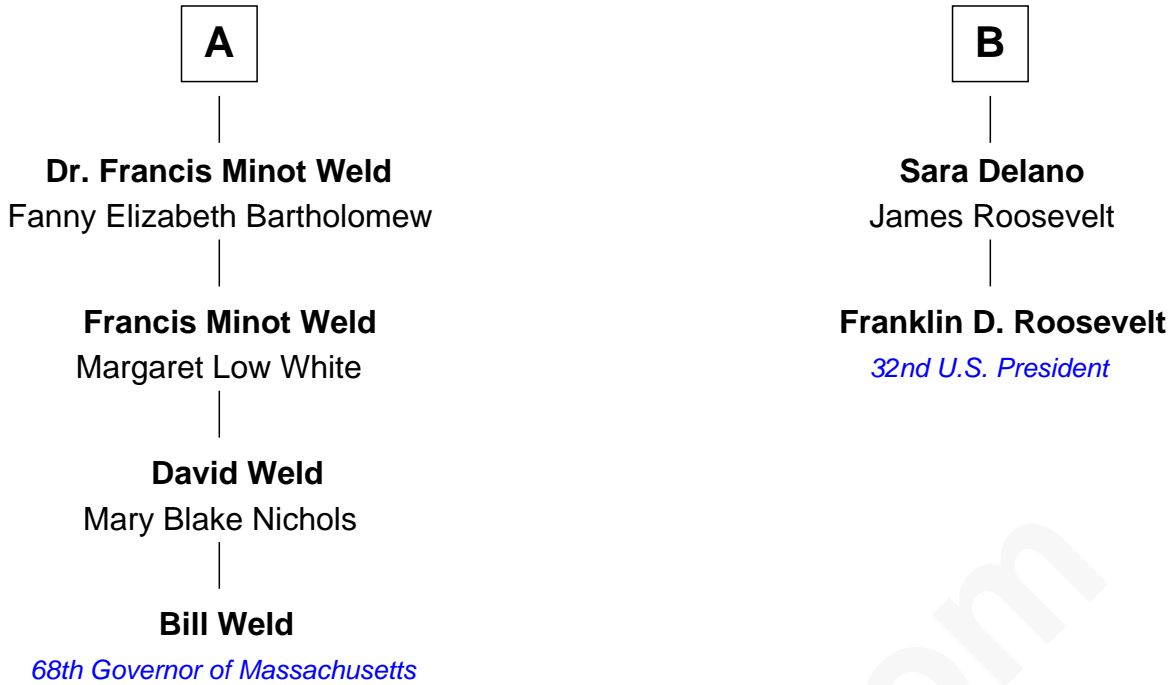 A
Dr. Francis Minot Weld
Fanny Elizabeth Bartholomew
Francis Minot Weld
Margaret Low White
David Weld
Mary Blake Nichols
Bill Weld
68th Governor of Massachusetts
B
Sara Delano
James Roosevelt
Franklin D. Roosevelt
32nd U.S. President
om